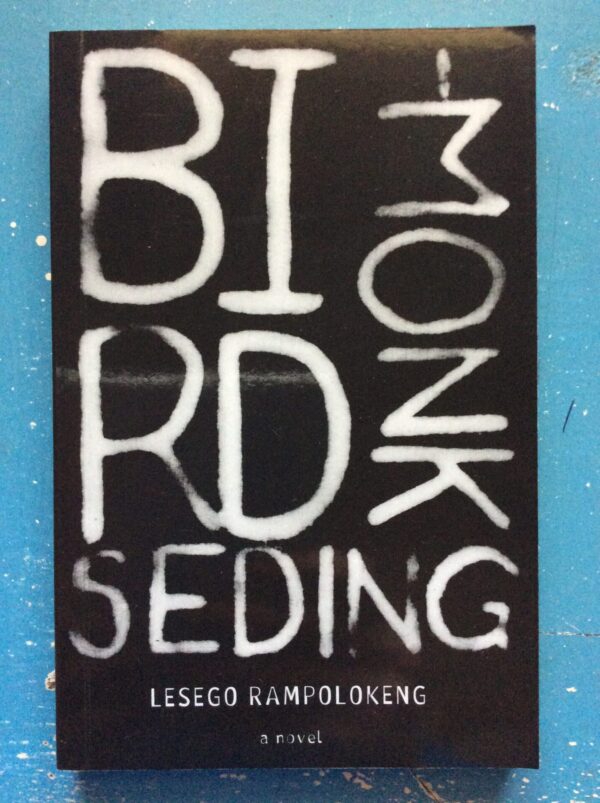 BI
RD
-MONK
SEDING
LESEGO RAMPOLOKENG
a novel